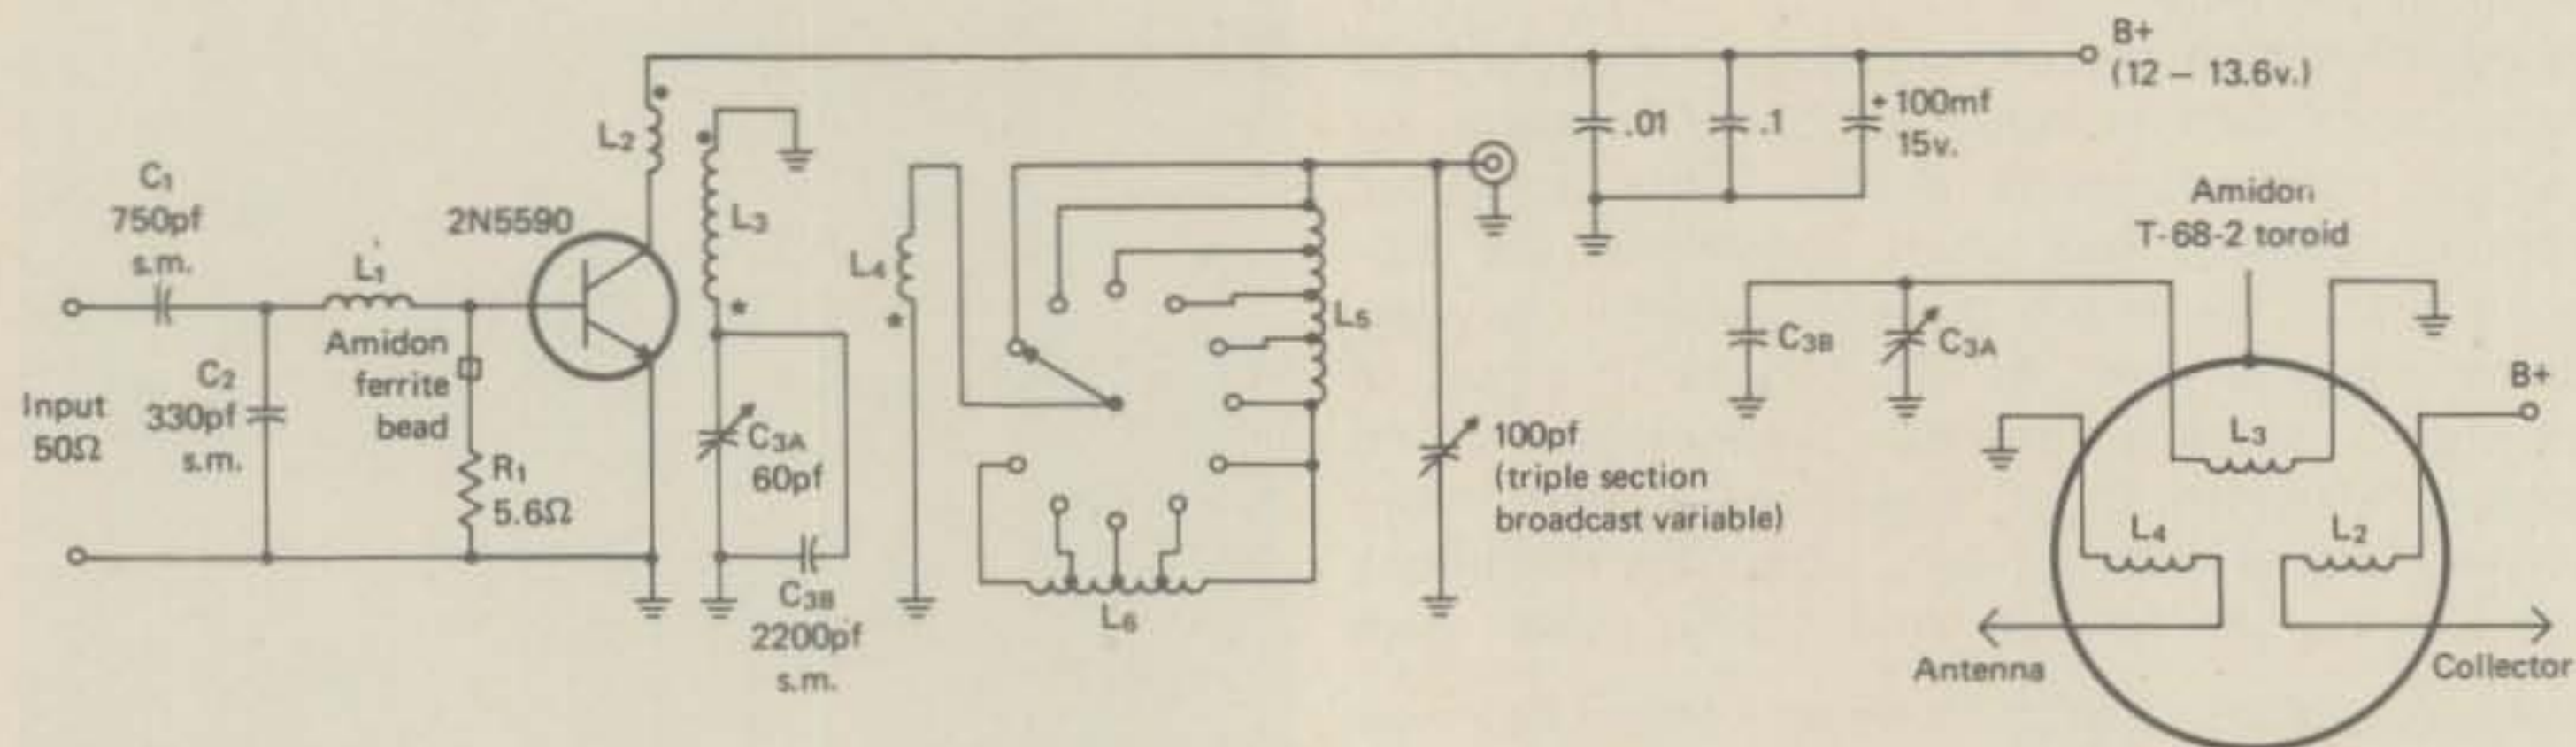 B+
(12 – 13.6v.)
L2
.01
.1
+ 100mf
15v.
C1
750pf
s.m.
2N5590
L3
Amidon
T-68-2 toroid
L1
L4
L5
Amidon
ferrite
bead
C2
330pf
s.m.
Input
50Ω
R1
5.6Ω
C3A
60pf
C3B
2200pf
s.m.
L6
100pf
(triple section
broadcast variable)
C3B
C3A
B+
L3
L4
L2
Antenna
Collector